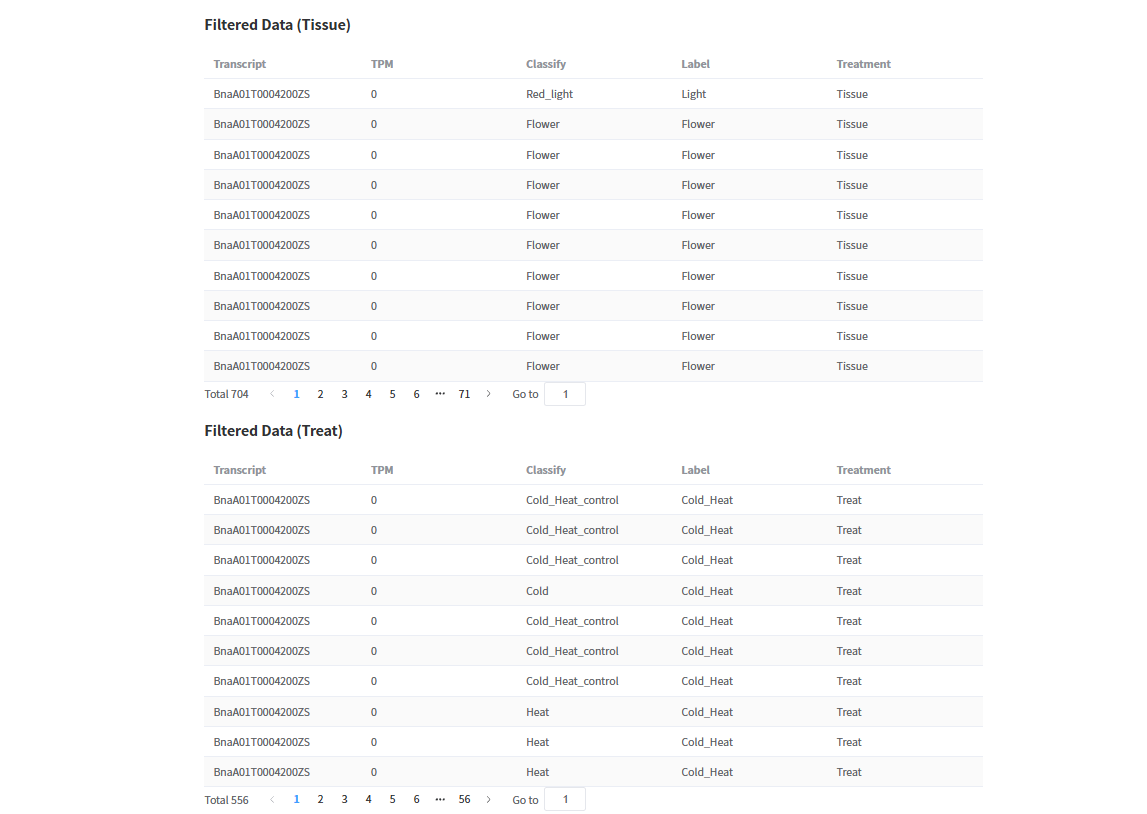 Filtered Data (Tissue)
Transcript TPM Classify Label Treatment
BnaA01T0004200ZS 0 Red_light Light Tissue
BnaA01T0004200ZS 0 Flower Flower Tissue
BnaA01T0004200ZS 0 Flower Flower Tissue
BnaA01T0004200ZS 0 Flower Flower Tissue
BnaA01T0004200ZS 0 Flower Flower Tissue
BnaA01T0004200ZS 0 Flower Flower Tissue
BnaA01T0004200ZS 0 Flower Flower Tissue
BnaA01T0004200ZS 0 Flower Flower Tissue
BnaA01T0004200ZS 0 Flower Flower Tissue
BnaA01T0004200ZS 0 Flower Flower Tissue
Total 704 ‹ 1 2 3 4 5 6 ••• 71 › Go to 1
Filtered Data (Treat)
Transcript TPM Classify Label Treatment
BnaA01T0004200ZS 0 Cold_Heat_control Cold_Heat Treat
BnaA01T0004200ZS 0 Cold_Heat_control Cold_Heat Treat
BnaA01T0004200ZS 0 Cold_Heat_control Cold_Heat Treat
BnaA01T0004200ZS 0 Cold Cold_Heat Treat
BnaA01T0004200ZS 0 Cold_Heat_control Cold_Heat Treat
BnaA01T0004200ZS 0 Cold_Heat_control Cold_Heat Treat
BnaA01T0004200ZS 0 Cold_Heat_control Cold_Heat Treat
BnaA01T0004200ZS 0 Heat Cold_Heat Treat
BnaA01T0004200ZS 0 Heat Cold_Heat Treat
BnaA01T0004200ZS 0 Heat Cold_Heat Treat
Total 556 ‹ 1 2 3 4 5 6 ••• 56 › Go to 1